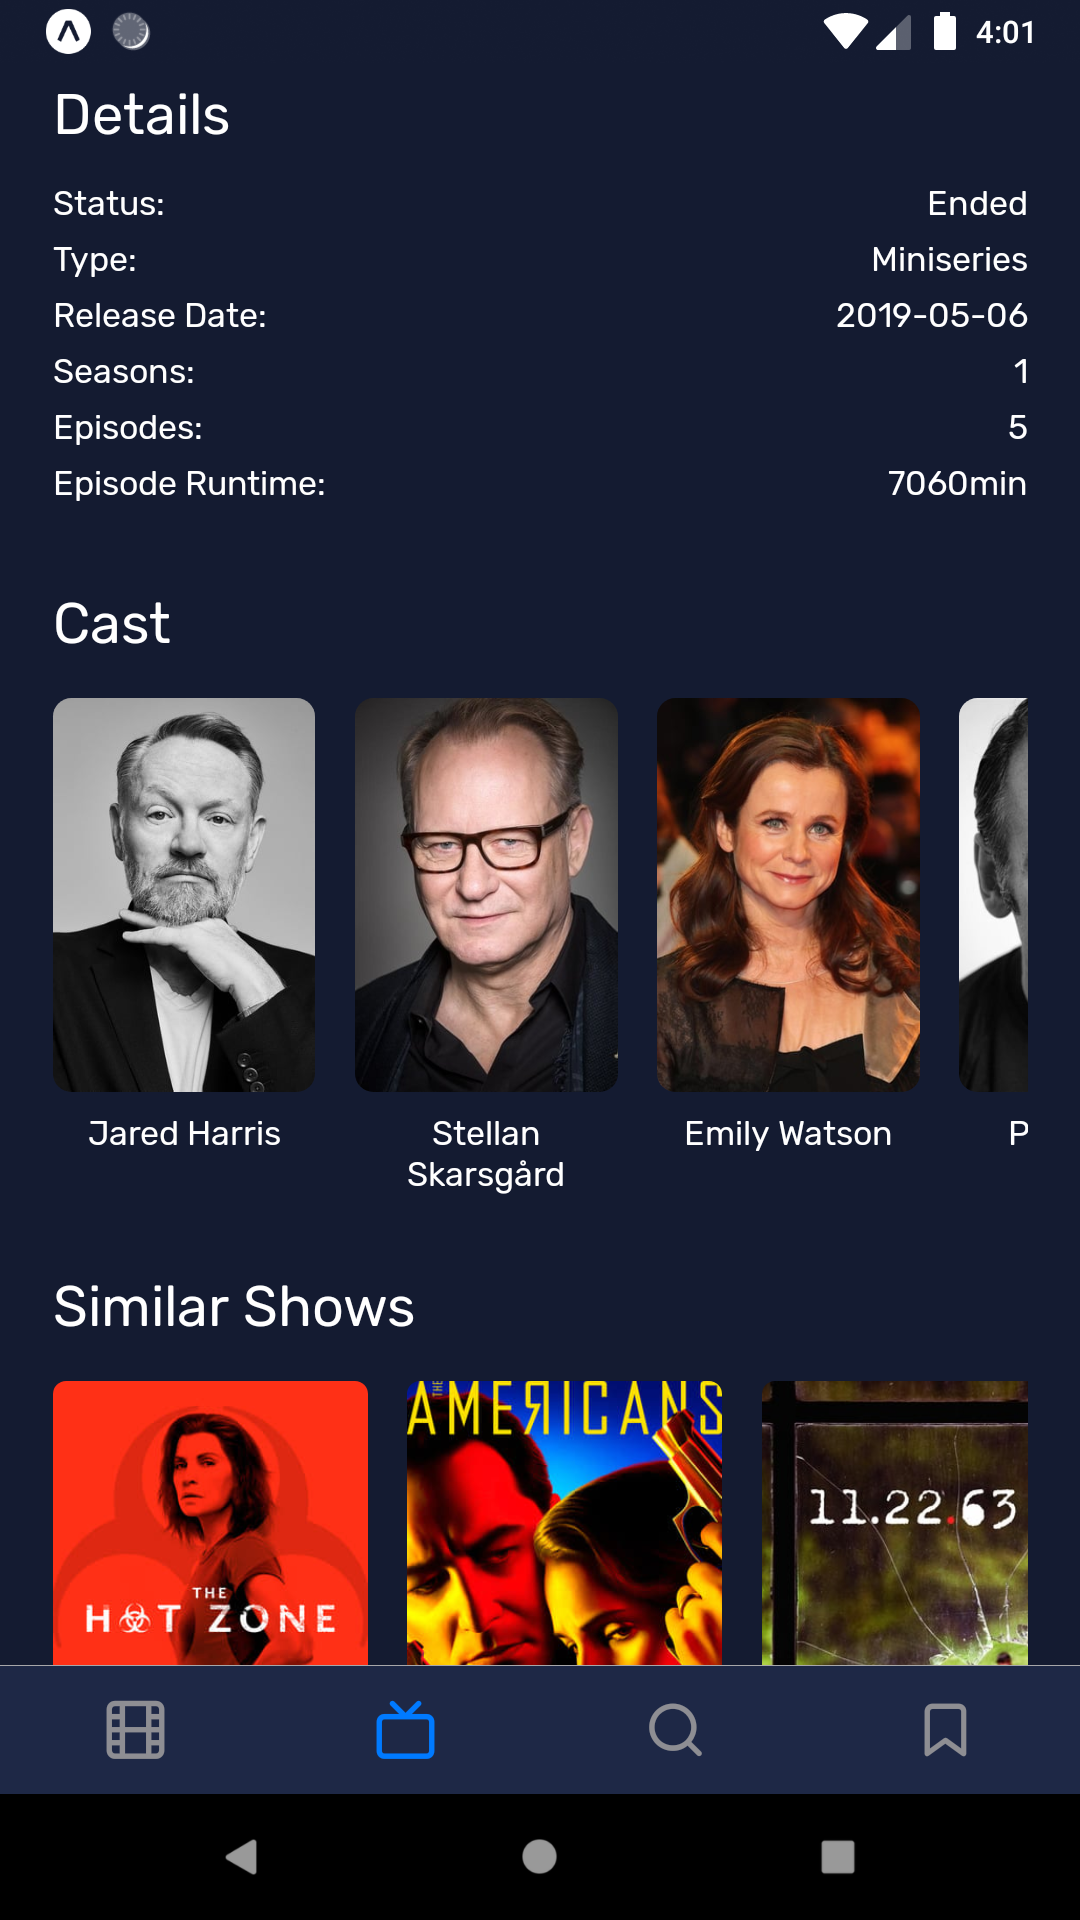 4:01
Details
Status: Ended
Type: Miniseries
Release Date: 2019-05-06
Seasons: 1
Episodes: 5
Episode Runtime: 7060min
Cast
Jared Harris
Stellan
Skarsgård
Emily Watson
P
Similar Shows
THE
HOT ZONE
THE
AMEЯICANS
11.22.63